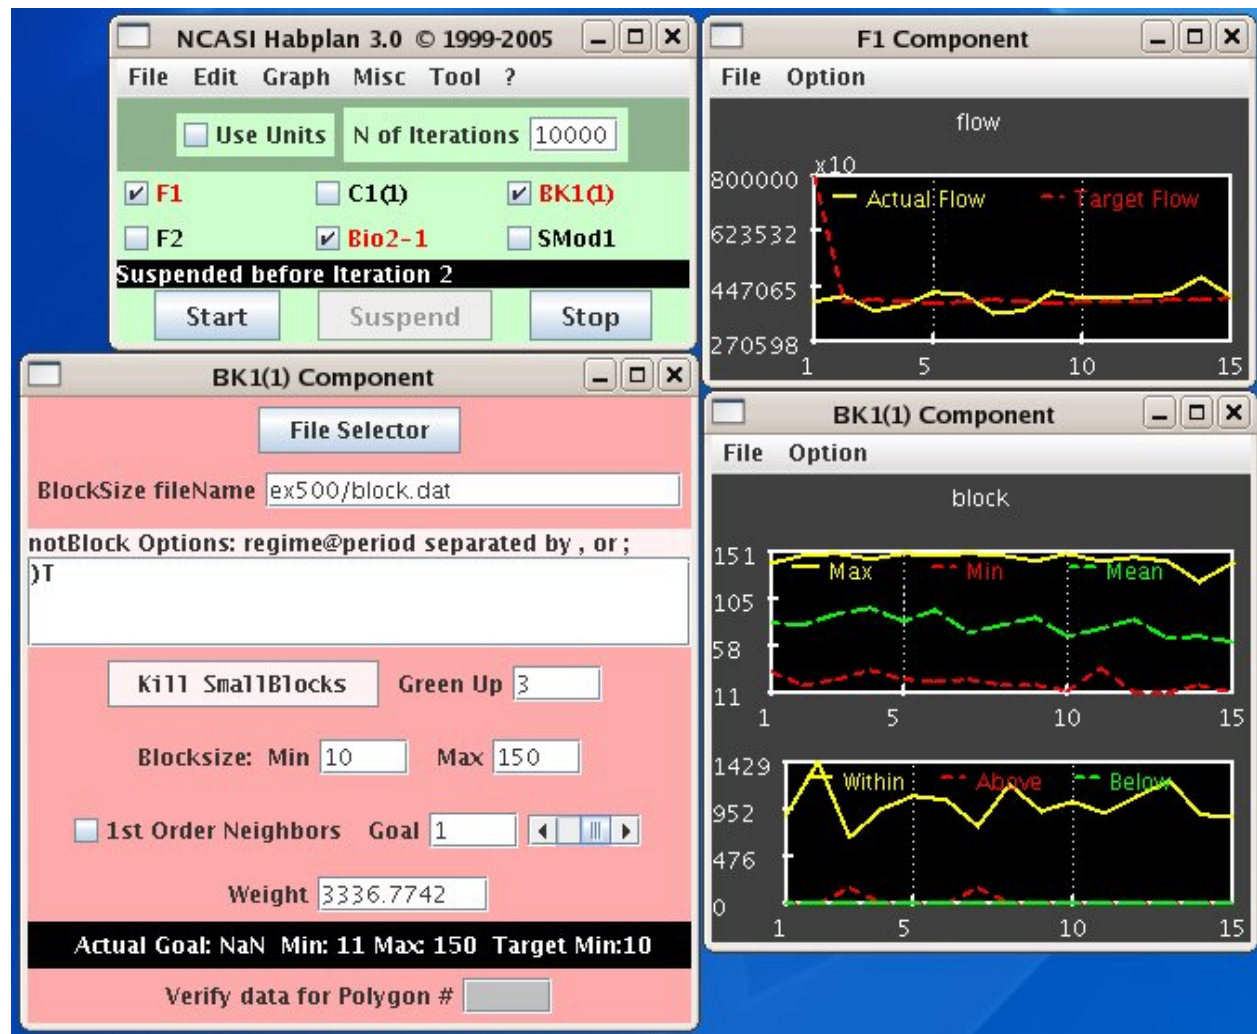 NCASI Habplan 3.0 © 1999-2005
File Edit Graph Misc Tool ?
Use Units N of Iterations 10000
F1 C1(1) BK1(1)
F2 Bio2-1 SMod1
Suspended before Iteration 2
Start Suspend Stop
F1 Component
File Option
flow
x10
800000
Actual Flow Target Flow
623532
447065
270598
1 5 10 15
BK1(1) Component
File Selector
BlockSize fileName ex500/block.dat
notBlock Options: regime@period separated by , or ;
)T
Kill SmallBlocks Green Up 3
Blocksize: Min 10 Max 150
1st Order Neighbors Goal 1
Weight 3336.7742
Actual Goal: NaN Min: 11 Max: 150 Target Min:10
Verify data for Polygon #
BK1(1) Component
File Option
block
151
Max Min Mean
105
58
11
1 5 10 15
1429
Within Above Below
952
476
0
1 5 10 15